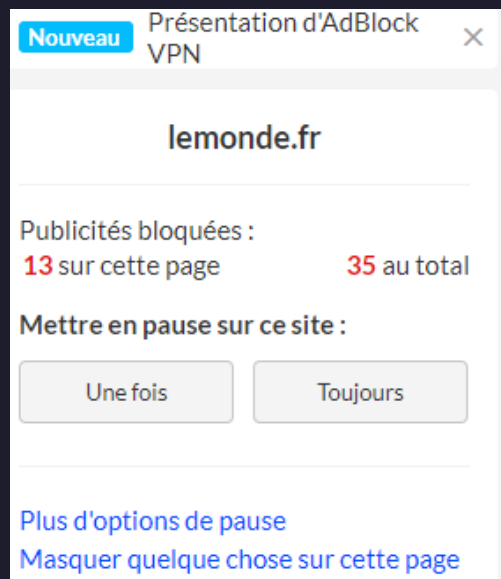 Nouveau Présentation d'AdBlock
VPN ×
lemonde.fr
Publicités bloquées :
13 sur cette page 35 au total
Mettre en pause sur ce site :
Une fois Toujours
Plus d'options de pause
Masquer quelque chose sur cette page